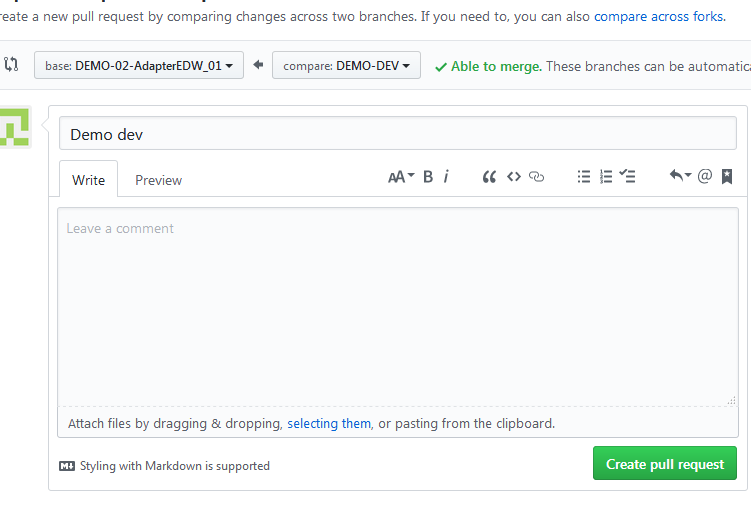 reate a new pull request by comparing changes across two branches. If you need to, you can also compare across forks.
base: DEMO-02-AdapterEDW_01 compare: DEMO-DEV Able to merge. These branches can be automatica
Demo dev
Write Preview AA B i
Leave a comment
Attach files by dragging & dropping, selecting them, or pasting from the clipboard.
Styling with Markdown is supported Create pull request